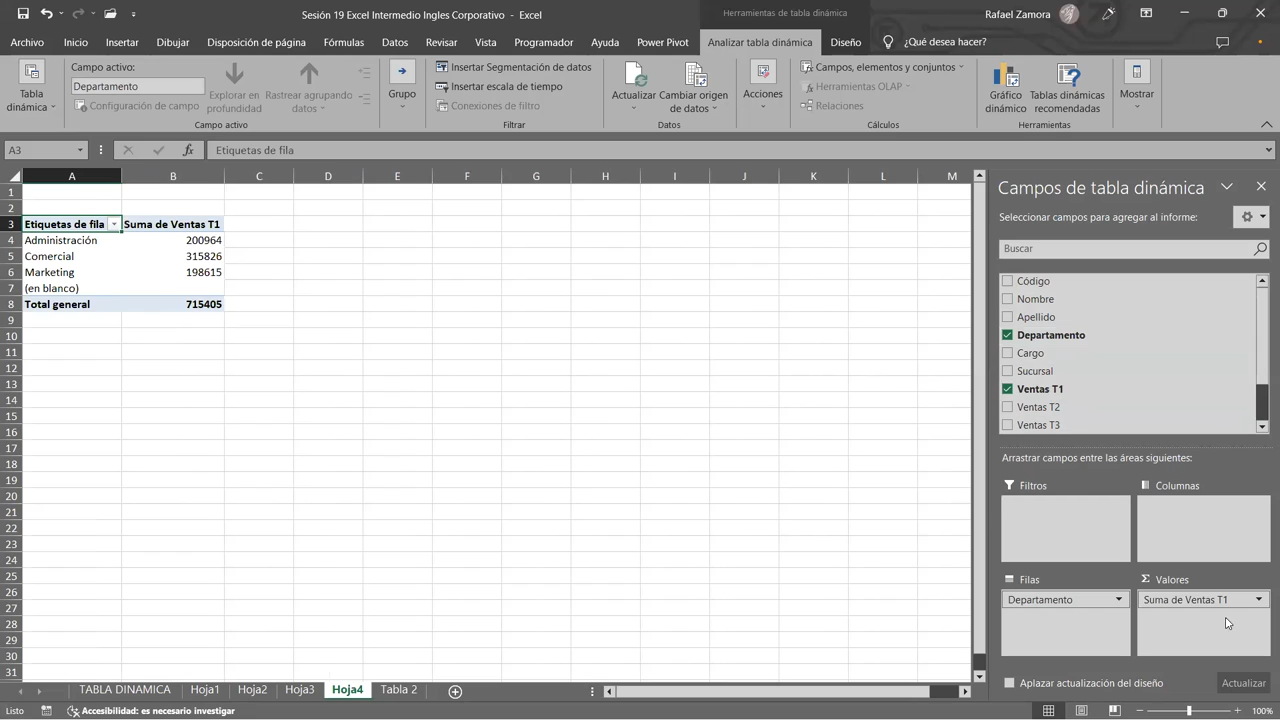 Sesión 19 Excel Intermedio Ingles Corporativo - Excel
Herramientas de tabla dinámica
Rafael Zamora
Archivo Inicio Insertar Dibujar Disposición de página Fórmulas Datos Revisar Vista Programador Ayuda Power Pivot Analizar tabla dinámica Diseño ¿Qué desea hacer?
Tabla dinámica
Campo activo:
Departamento
Configuración de campo
Explorar en profundidad
Rastrear agrupando datos
Campo activo
Grupo
Insertar Segmentación de datos
Insertar escala de tiempo
Conexiones de filtro
Filtrar
Actualizar
Cambiar origen de datos
Datos
Acciones
Campos, elementos y conjuntos
Herramientas OLAP
Relaciones
Cálculos
Gráfico dinámico
Tablas dinámicas recomendadas
Herramientas
Mostrar
A3 fx Etiquetas de fila
A B C D E F G H I J K L M
1
2
3 Etiquetas de fila Suma de Ventas T1
4 Administración 200964
5 Comercial 315826
6 Marketing 198615
7 (en blanco)
8 Total general 715405
9
10
11
12
13
14
15
16
17
18
19
20
21
22
23
24
25
26
27
28
29
30
31
Campos de tabla dinámica
Seleccionar campos para agregar al informe:
Buscar
Código
Nombre
Apellido
Departamento
Cargo
Sucursal
Ventas T1
Ventas T2
Ventas T3
Arrastrar campos entre las áreas siguientes:
Filtros Columnas
Filas Σ Valores
Departamento Suma de Ventas T1
Aplazar actualización del diseño Actualizar
TABLA DINAMICA Hoja1 Hoja2 Hoja3 Hoja4 Tabla 2
Listo Accesibilidad: es necesario investigar 100%